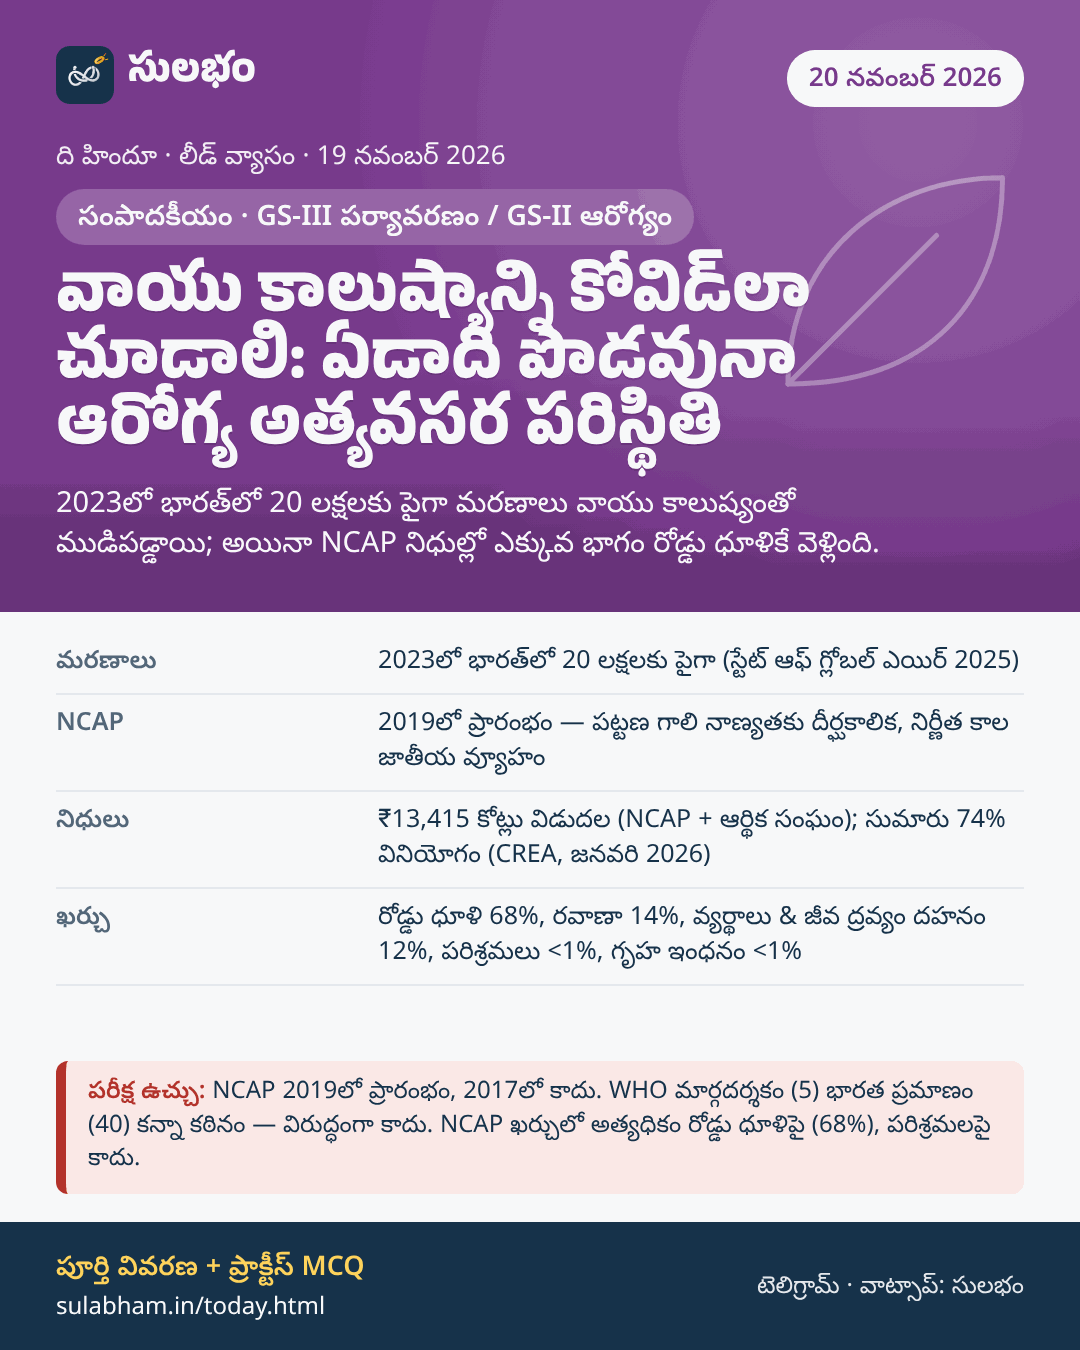 సులభం
20 నవంబర్ 2026
ది హిందూ · లీడ్ వ్యాసం · 19 నవంబర్ 2026
సంపాదకీయం · GS-III పర్యావరణం / GS-II ఆరోగ్యం
వాయు కాలుష్యాన్ని కోవిడ్‌లా
చూడాలి: ఏడాది పొడవునా
ఆరోగ్య అత్యవసర పరిస్థితి
2023లో భారత్‌లో 20 లక్షలకు పైగా మరణాలు వాయు కాలుష్యంతో
ముడిపడ్డాయి; అయినా NCAP నిధుల్లో ఎక్కువ భాగం రోడ్డు ధూళికే వెళ్లింది.
మరణాలు
2023లో భారత్‌లో 20 లక్షలకు పైగా (స్టేట్ ఆఫ్ గ్లోబల్ ఎయిర్ 2025)
NCAP
2019లో ప్రారంభం — పట్టణ గాలి నాణ్యతకు దీర్ఘకాలిక, నిర్ణీత కాల
జాతీయ వ్యూహం
నిధులు
₹13,415 కోట్లు విడుదల (NCAP + ఆర్థిక సంఘం); సుమారు 74%
వినియోగం (CREA, జనవరి 2026)
ఖర్చు
రోడ్డు ధూళి 68%, రవాణా 14%, వ్యర్థాలు & జీవ ద్రవ్యం దహనం
12%, పరిశ్రమలు <1%, గృహ ఇంధనం <1%
పరీక్ష ఉచ్చు: NCAP 2019లో ప్రారంభం, 2017లో కాదు. WHO మార్గదర్శకం (5) భారత ప్రమాణం
(40) కన్నా కఠినం — విరుద్ధంగా కాదు. NCAP ఖర్చులో అత్యధికం రోడ్డు ధూళిపై (68%), పరిశ్రమలపై
కాదు.
పూర్తి వివరణ + ప్రాక్టీస్ MCQ
sulabham.in/today.html
టెలిగ్రామ్ · వాట్సాప్: సులభం